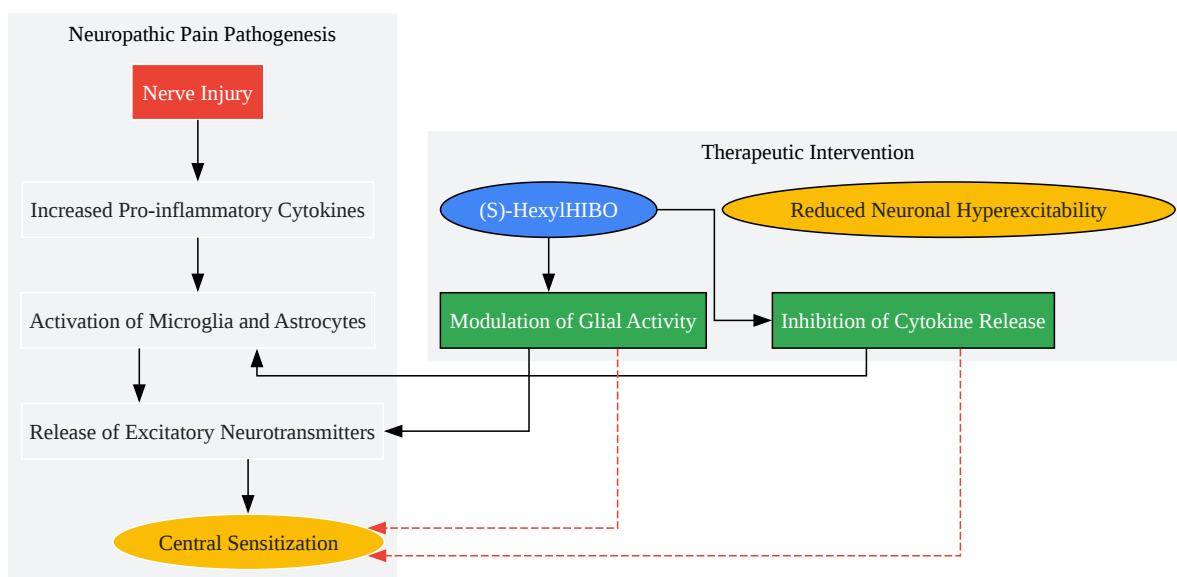 Neuropathic Pain Pathogenesis
Nerve Injury
Increased Pro-inflammatory Cytokines
Activation of Microglia and Astrocytes
Release of Excitatory Neurotransmitters
Central Sensitization
Therapeutic Intervention
(S)-HexylHIBO
Reduced Neuronal Hyperexcitability
Modulation of Glial Activity
Inhibition of Cytokine Release